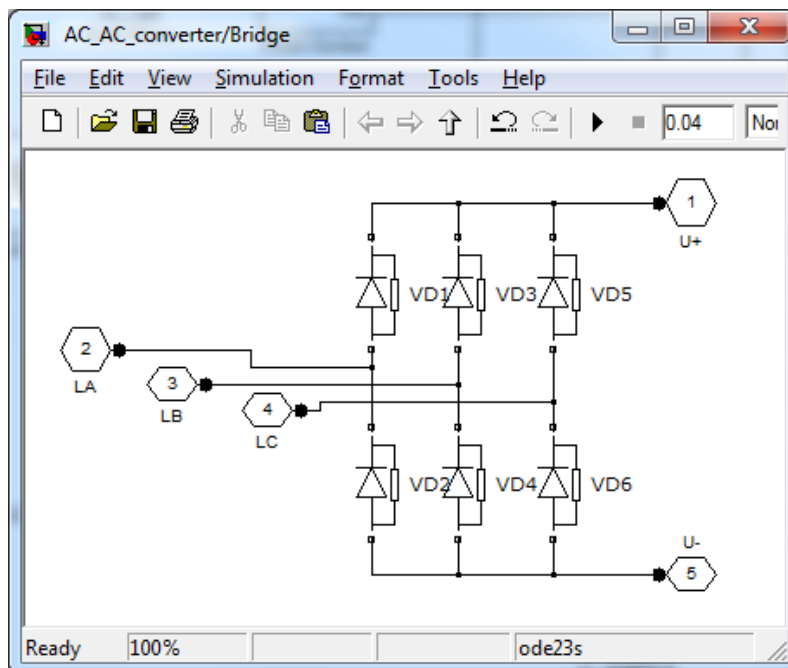 AC_AC_converter/Bridge
File Edit View Simulation Format Tools Help
0.04 Nor
1
U+
VD1 VD3 VD5
2
LA
3
LB
4
LC
VD2 VD4 VD6
U-
5
Ready 100% ode23s